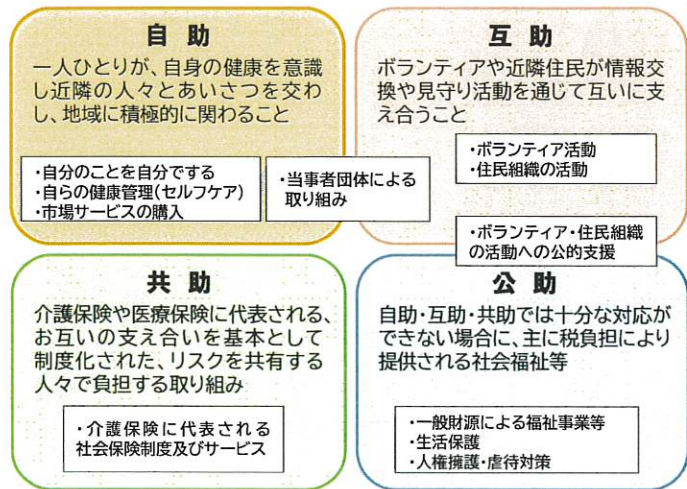 自助
一人ひとりが、自身の健康を意識
し近隣の人々とあいさつを交わ
し、地域に積極的に関わること
・自分のことを自分でする
・自らの健康管理(セルフケア)
・市場サービスの購入
・当事者団体による
取り組み
互助
ボランティアや近隣住民が情報交
換や見守り活動を通じて互いに支
え合うこと
・ボランティア活動
・住民組織の活動
・ボランティア・住民組織
の活動への公的支援
共助
介護保険や医療保険に代表される、
お互いの支え合いを基本として
制度化された、リスクを共有する
人々で負担する取り組み
・介護保険に代表される
社会保険制度及びサービス
公助
自助・互助・共助では十分な対応が
できない場合に、主に税負担により
提供される社会福祉等
・一般財源による福祉事業等
・生活保護
・人権擁護・虐待対策